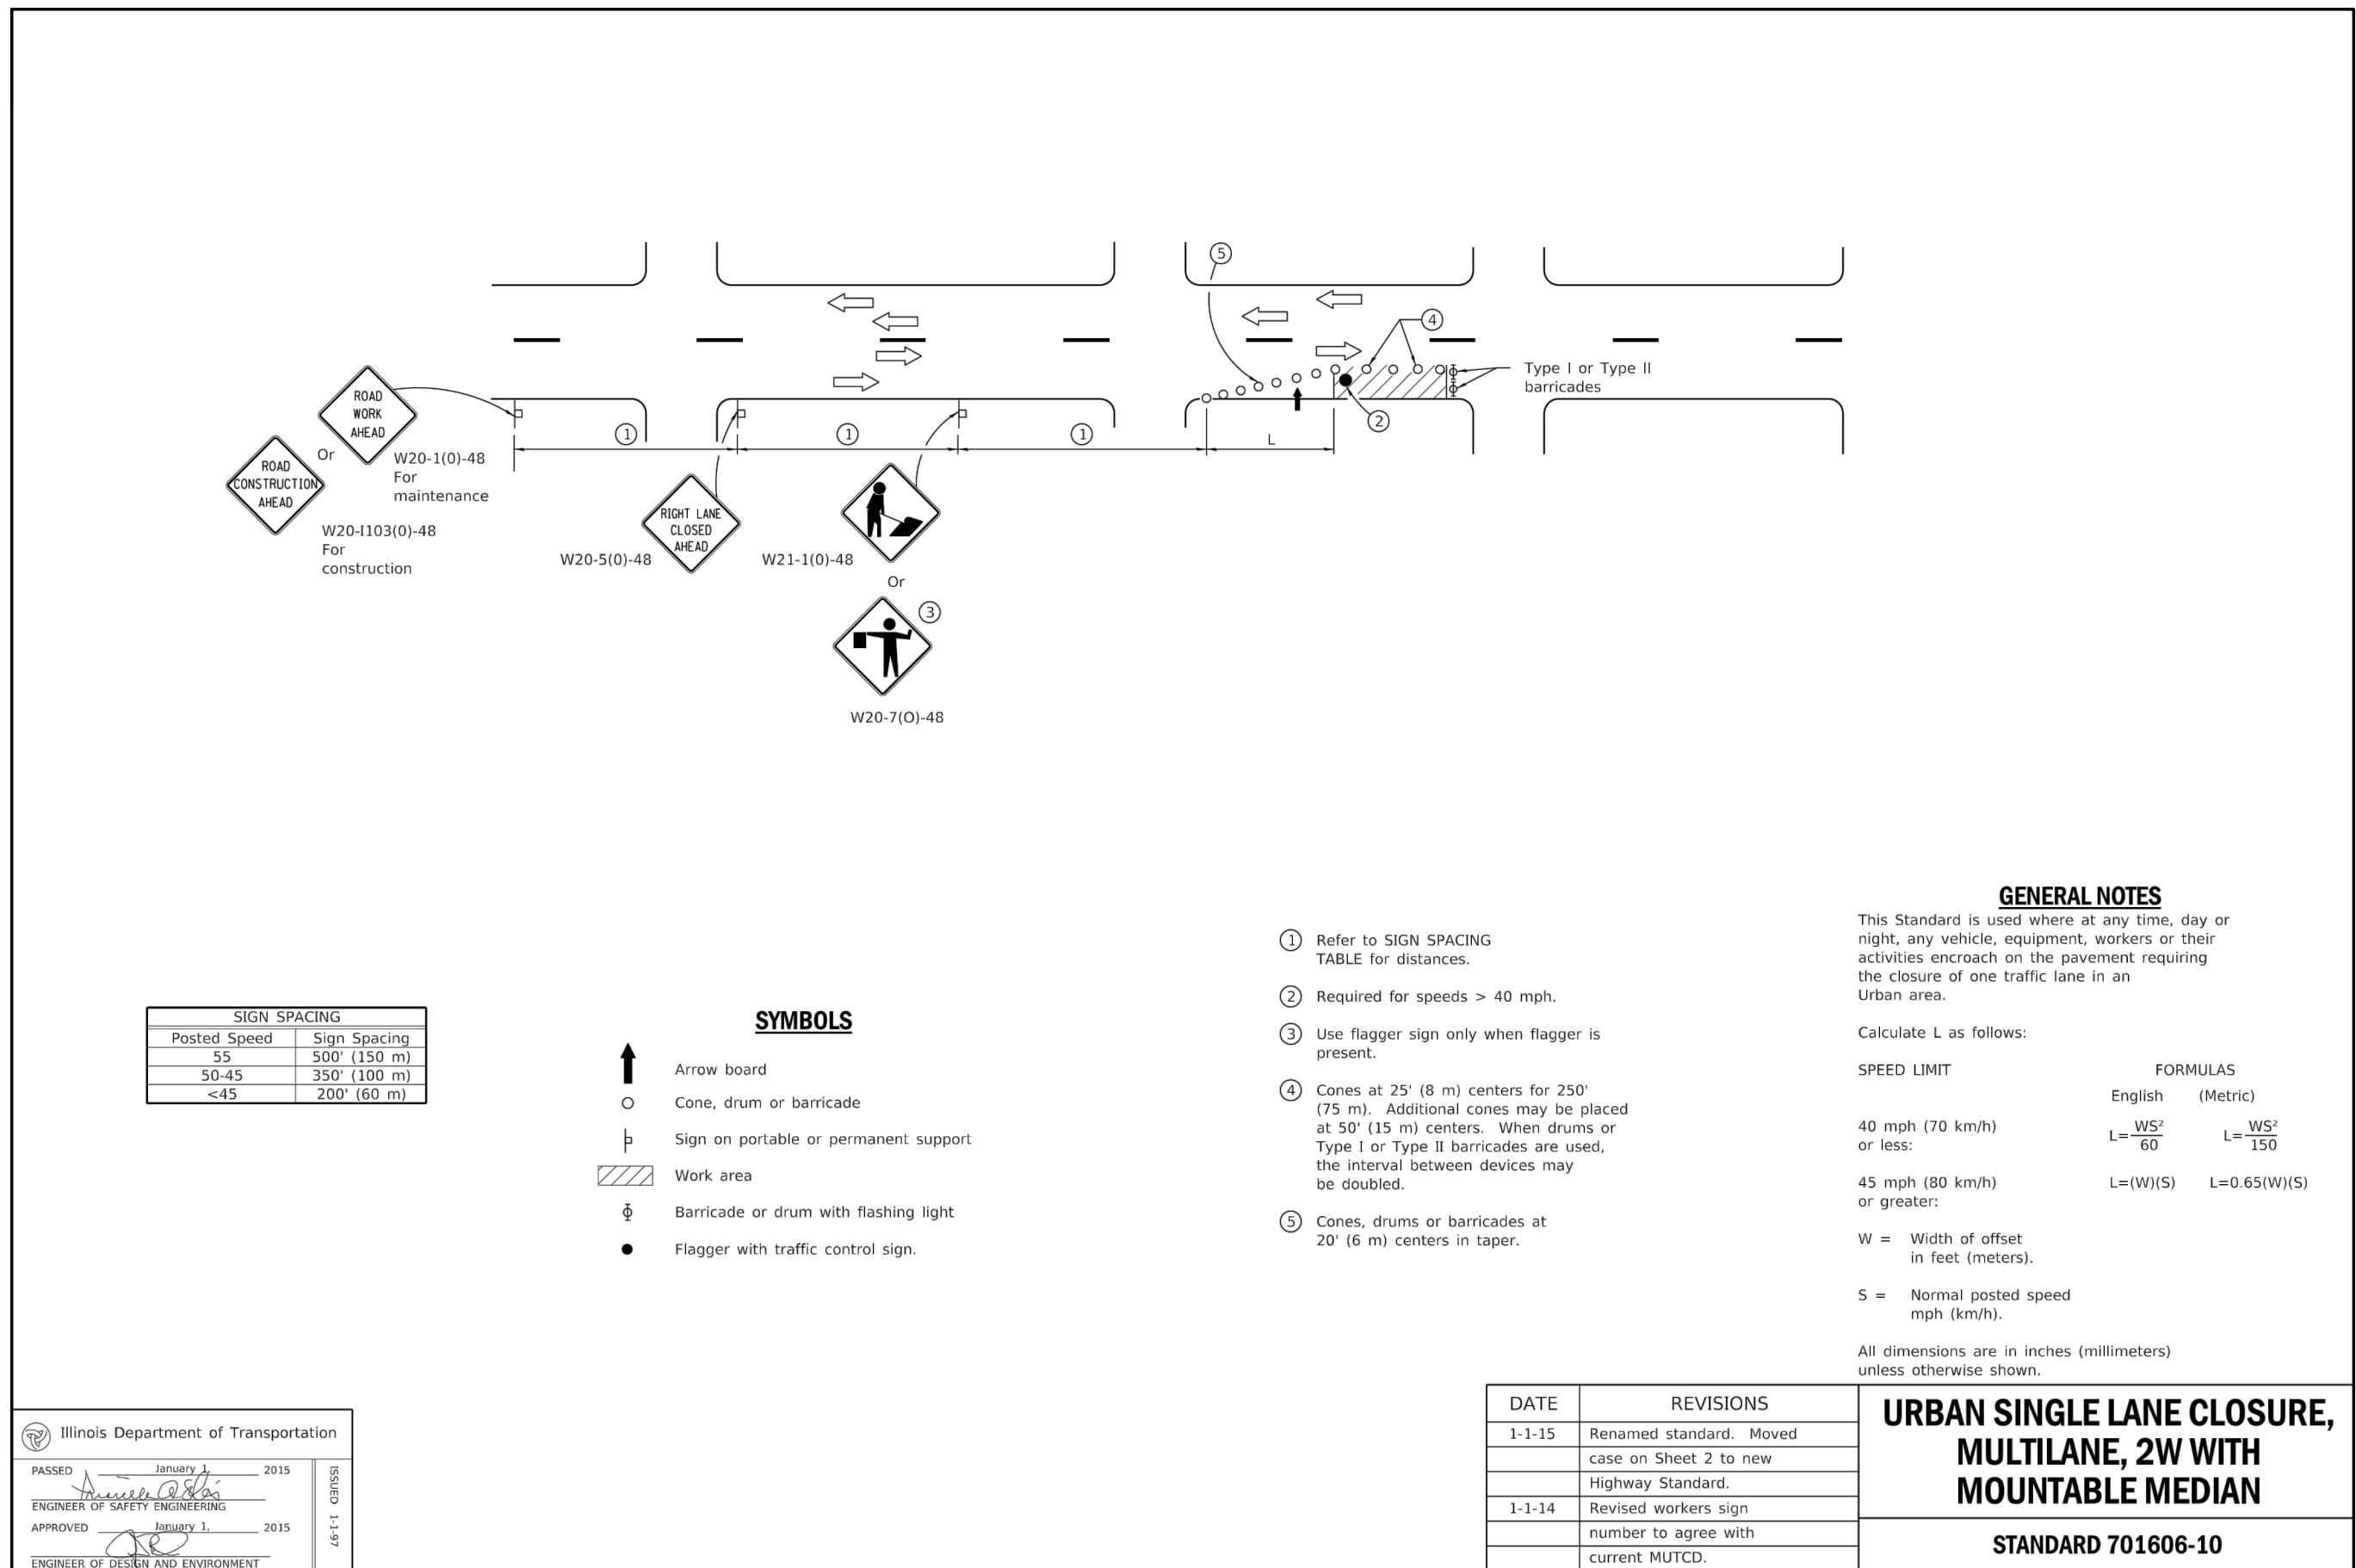 5
4
Type I or Type II
barricades
2
1
1
1
L
ROAD
WORK
AHEAD
Or
W20-1(0)-48
For
maintenance
ROAD
CONSTRUCTION
AHEAD
W20-I103(0)-48
For
construction
RIGHT LANE
CLOSED
AHEAD
W20-5(0)-48
W21-1(0)-48
Or
3
W20-7(O)-48
SIGN SPACING
Posted Speed Sign Spacing
55 500' (150 m)
50-45 350' (100 m)
<45 200' (60 m)
SYMBOLS
Arrow board
Cone, drum or barricade
Sign on portable or permanent support
Work area
Barricade or drum with flashing light
Flagger with traffic control sign.
1 Refer to SIGN SPACING
TABLE for distances.
2 Required for speeds > 40 mph.
3 Use flagger sign only when flagger is
present.
4 Cones at 25' (8 m) centers for 250'
(75 m). Additional cones may be placed
at 50' (15 m) centers. When drums or
Type I or Type II barricades are used,
the interval between devices may
be doubled.
5 Cones, drums or barricades at
20' (6 m) centers in taper.
GENERAL NOTES
This Standard is used where at any time, day or
night, any vehicle, equipment, workers or their
activities encroach on the pavement requiring
the closure of one traffic lane in an
Urban area.
Calculate L as follows:
SPEED LIMIT FORMULAS
English (Metric)
40 mph (70 km/h)
or less:
L=WS²/60 L=WS²/150
45 mph (80 km/h) L=(W)(S) L=0.65(W)(S)
or greater:
W = Width of offset
in feet (meters).
S = Normal posted speed
mph (km/h).
All dimensions are in inches (millimeters)
unless otherwise shown.
Illinois Department of Transportation
PASSED January 1, 2015
ENGINEER OF SAFETY ENGINEERING
APPROVED January 1, 2015
ENGINEER OF DESIGN AND ENVIRONMENT
ISSUED 1-1-97
DATE REVISIONS
1-1-15 Renamed standard. Moved
case on Sheet 2 to new
Highway Standard.
1-1-14 Revised workers sign
number to agree with
current MUTCD.
URBAN SINGLE LANE CLOSURE,
MULTILANE, 2W WITH
MOUNTABLE MEDIAN
STANDARD 701606-10